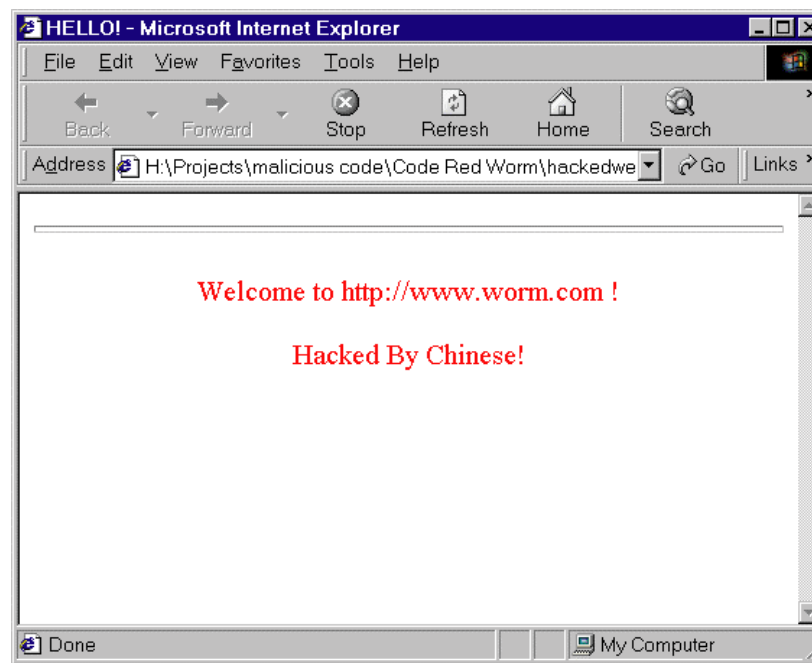 HELLO! - Microsoft Internet Explorer
File Edit View Favorites Tools Help
Back Forward Stop Refresh Home Search
Address H:\Projects\malicious code\Code Red Worm\hackedwe Go Links
Welcome to http://www.worm.com !
Hacked By Chinese!
Done My Computer